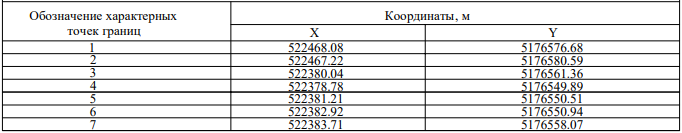 Обозначение характерных точек границ Координаты, м
X Y
1 522468.08 5176576.68
2 522467.22 5176580.59
3 522380.04 5176561.36
4 522378.78 5176549.89
5 522381.21 5176550.51
6 522382.92 5176550.94
7 522383.71 5176558.07